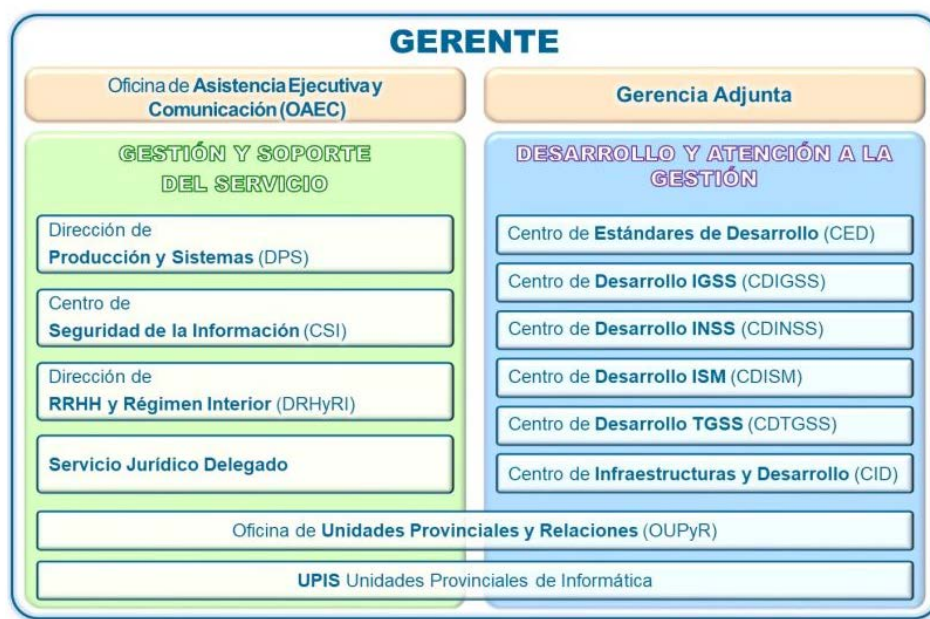 GERENTE
Oficina de Asistencia Ejecutiva y
Comunicación (OAEC)
Gerencia Adjunta
GESTIÓN Y SOPORTE
DEL SERVICIO
Dirección de
Producción y Sistemas (DPS)
Centro de
Seguridad de la Información (CSI)
Dirección de
RRHH y Régimen Interior (DRHyRI)
Servicio Jurídico Delegado
DESARROLLO Y ATENCIÓN A LA
GESTIÓN
Centro de Estándares de Desarrollo (CED)
Centro de Desarrollo IGSS (CDIGSS)
Centro de Desarrollo INSS (CDINSS)
Centro de Desarrollo ISM (CDISM)
Centro de Desarrollo TGSS (CDTGSS)
Centro de Infraestructuras y Desarrollo (CID)
Oficina de Unidades Provinciales y Relaciones (OUPyR)
UPIS Unidades Provinciales de Informática